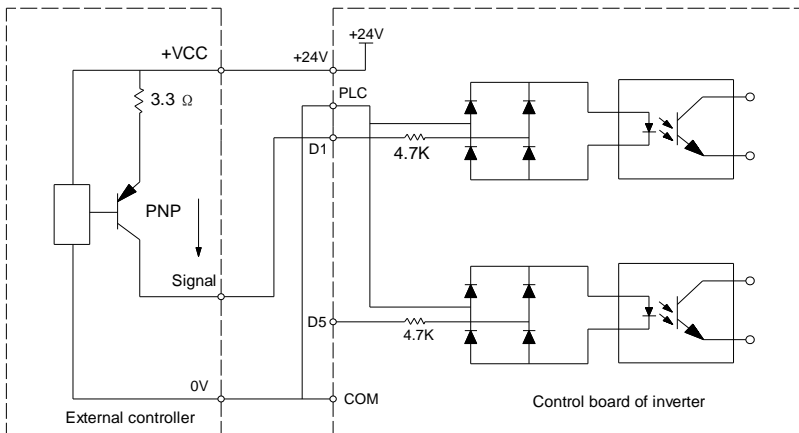 +24V
+VCC
+24V
PLC
3.3 Ω
D1
4.7K
PNP
Signal
D5
4.7K
0V
COM
External controller
Control board of inverter